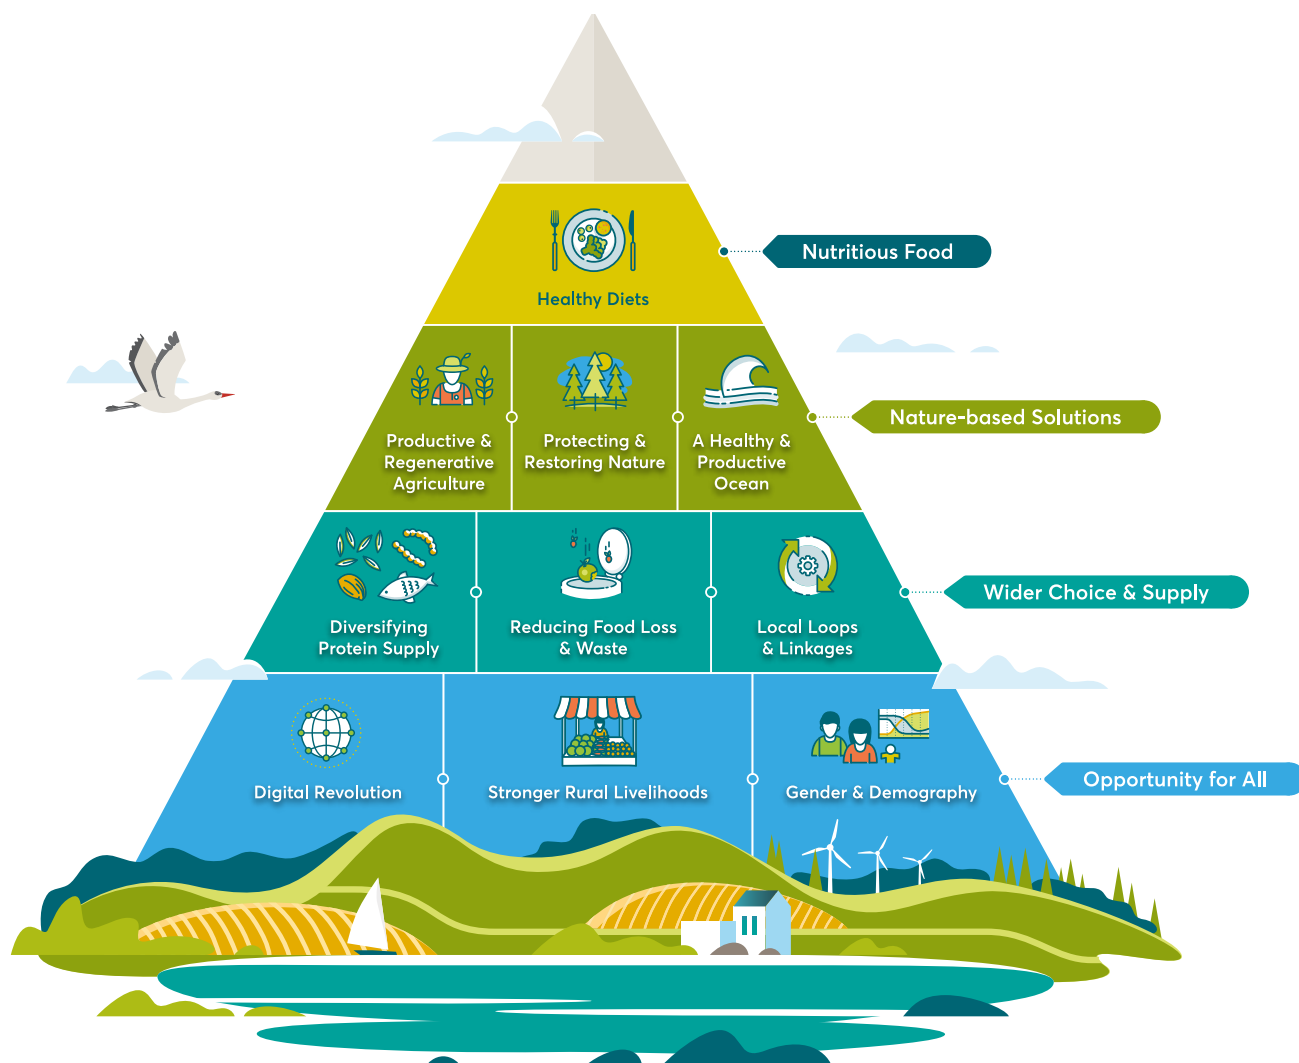 Healthy Diets
Nutritious Food
Productive &
Regenerative
Agriculture
Protecting &
Restoring Nature
A Healthy &
Productive
Ocean
Nature-based Solutions
Diversifying
Protein Supply
Reducing Food Loss
& Waste
Local Loops
& Linkages
Wider Choice & Supply
Digital Revolution
Stronger Rural Livelihoods
Gender & Demography
Opportunity for All